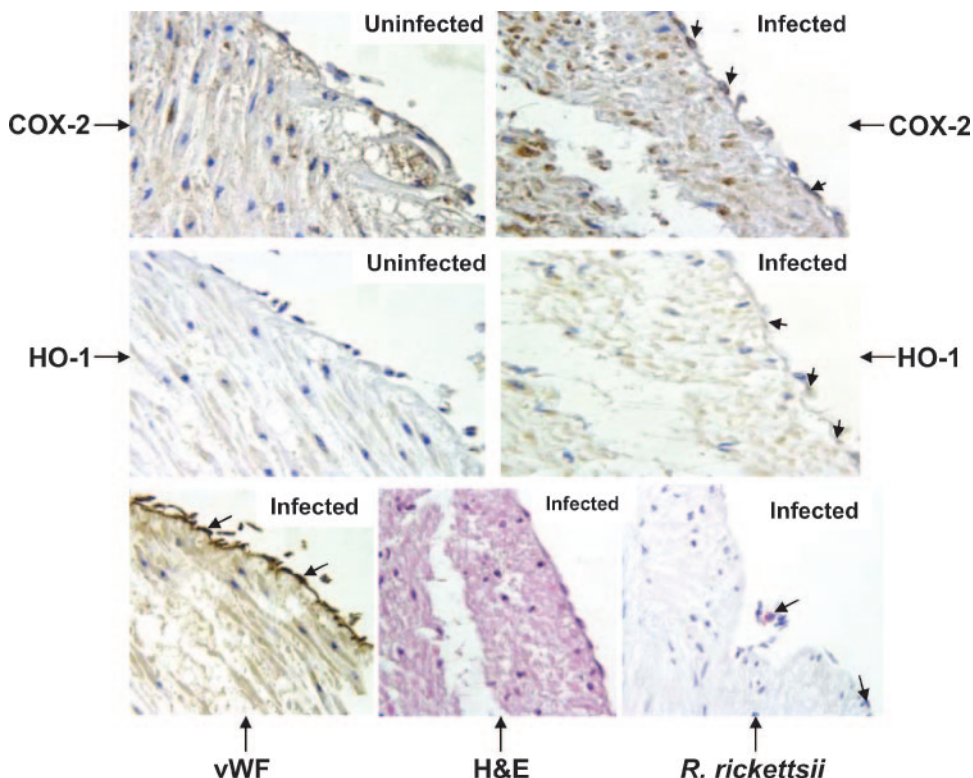 Uninfected
Infected
COX-2
COX-2
Uninfected
Infected
HO-1
HO-1
Infected
Infected
Infected
vWF
H&E
R. rickettsii